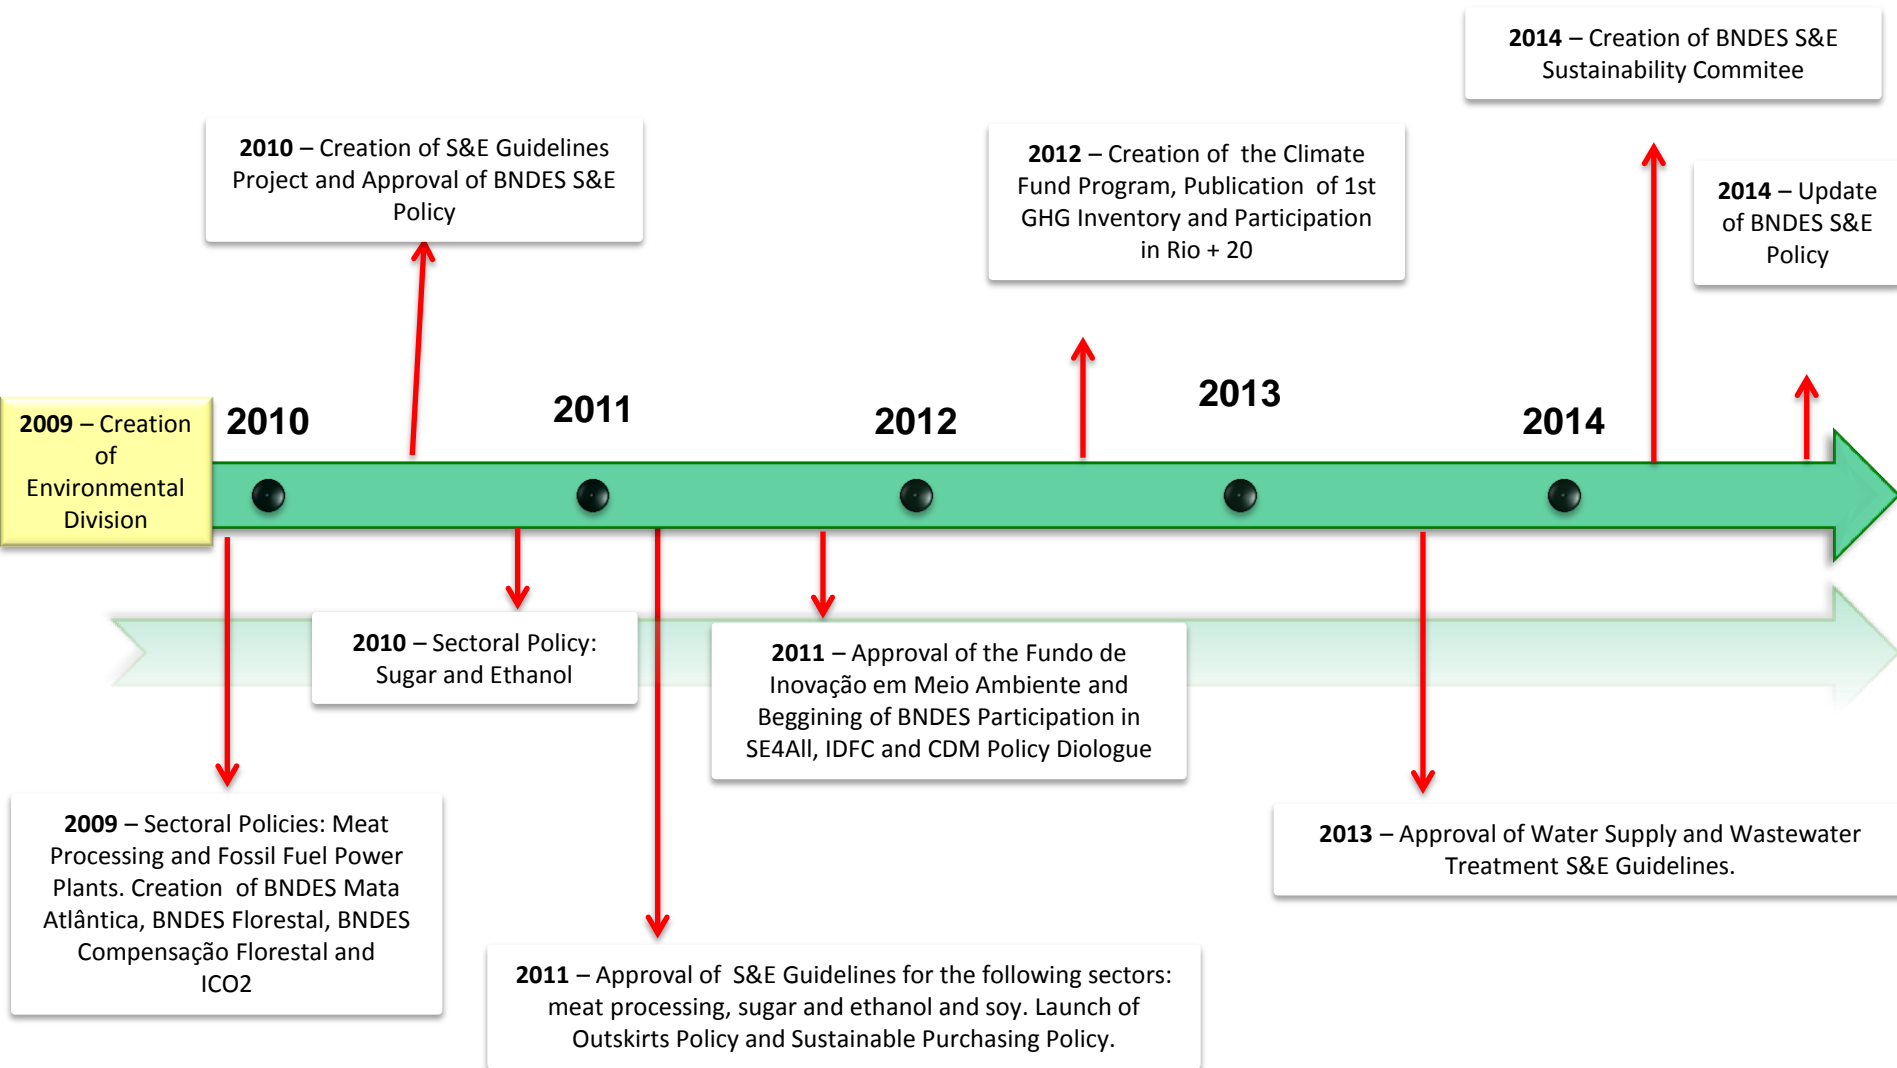 2014 – Creation of BNDES S&E
Sustainability Commitee
2010 – Creation of S&E Guidelines
Project and Approval of BNDES S&E
Policy
2012 – Creation of the Climate
Fund Program, Publication of 1st
GHG Inventory and Participation
in Rio + 20
2014 – Update
of BNDES S&E
Policy
2009 – Creation
of
Environmental
Division
2010
2011
2012
2013
2014
2010 – Sectoral Policy:
Sugar and Ethanol
2011 – Approval of the Fundo de
Inovação em Meio Ambiente and
Beggining of BNDES Participation in
SE4All, IDFC and CDM Policy Diologue
2009 – Sectoral Policies: Meat
Processing and Fossil Fuel Power
Plants. Creation of BNDES Mata
Atlântica, BNDES Florestal, BNDES
Compensação Florestal and
ICO2
2013 – Approval of Water Supply and Wastewater
Treatment S&E Guidelines.
2011 – Approval of S&E Guidelines for the following sectors:
meat processing, sugar and ethanol and soy. Launch of
Outskirts Policy and Sustainable Purchasing Policy.